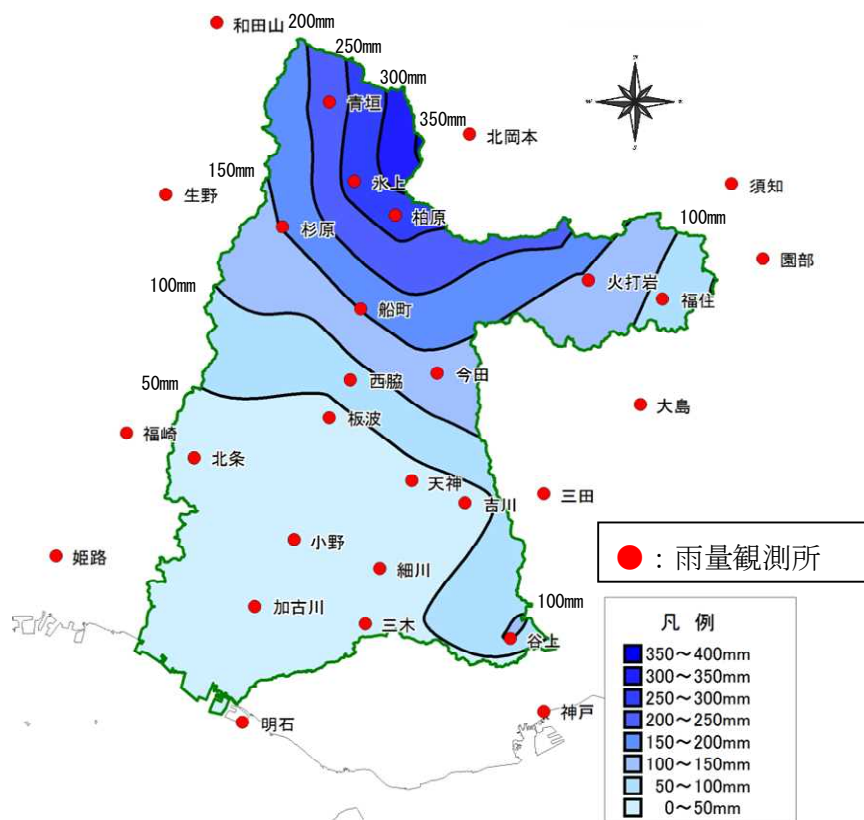 200mm
和田山
250mm
300mm
350mm
青垣
北岡本
N
W
E
S
150mm
生野
氷上
須知
柏原
100mm
杉原
園部
火打岩
福住
100mm
船町
西脇
今田
50mm
大島
板波
福崎
北条
天神
三田
吉川
小野
姫路
細川
●：雨量観測所
加古川
三木
100mm
谷上
凡 例
350～400mm
300～350mm
250～300mm
200～250mm
150～200mm
100～150mm
50～100mm
0～50mm
明石
神戸